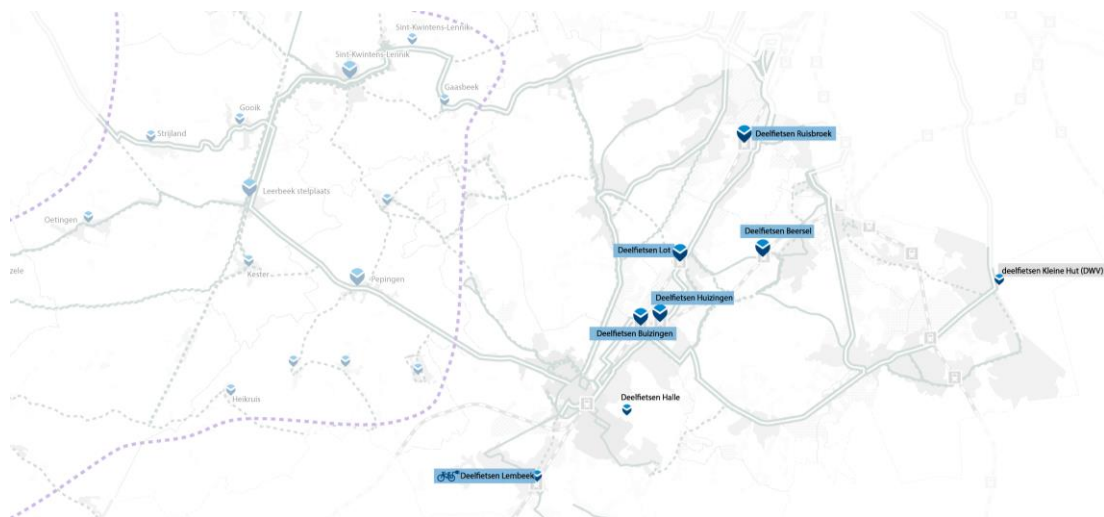 Sint-Kwintens-Lennik
Sint-Kwintens-Lennik
Gaasbeek
Gooik
Strijland
Deelfietsen Ruisbroek
Leerbeek stelplaats
Oetingen
Deelfietsen Beersel
Deelfietsen Lot
zele
Kester
Pepingen
deelfietsen Kleine Hut (DWV)
Deelfietsen Huizingen
Deelfietsen Buizingen
Heikruis
Deelfietsen Halle
Deelfietsen Lembeek